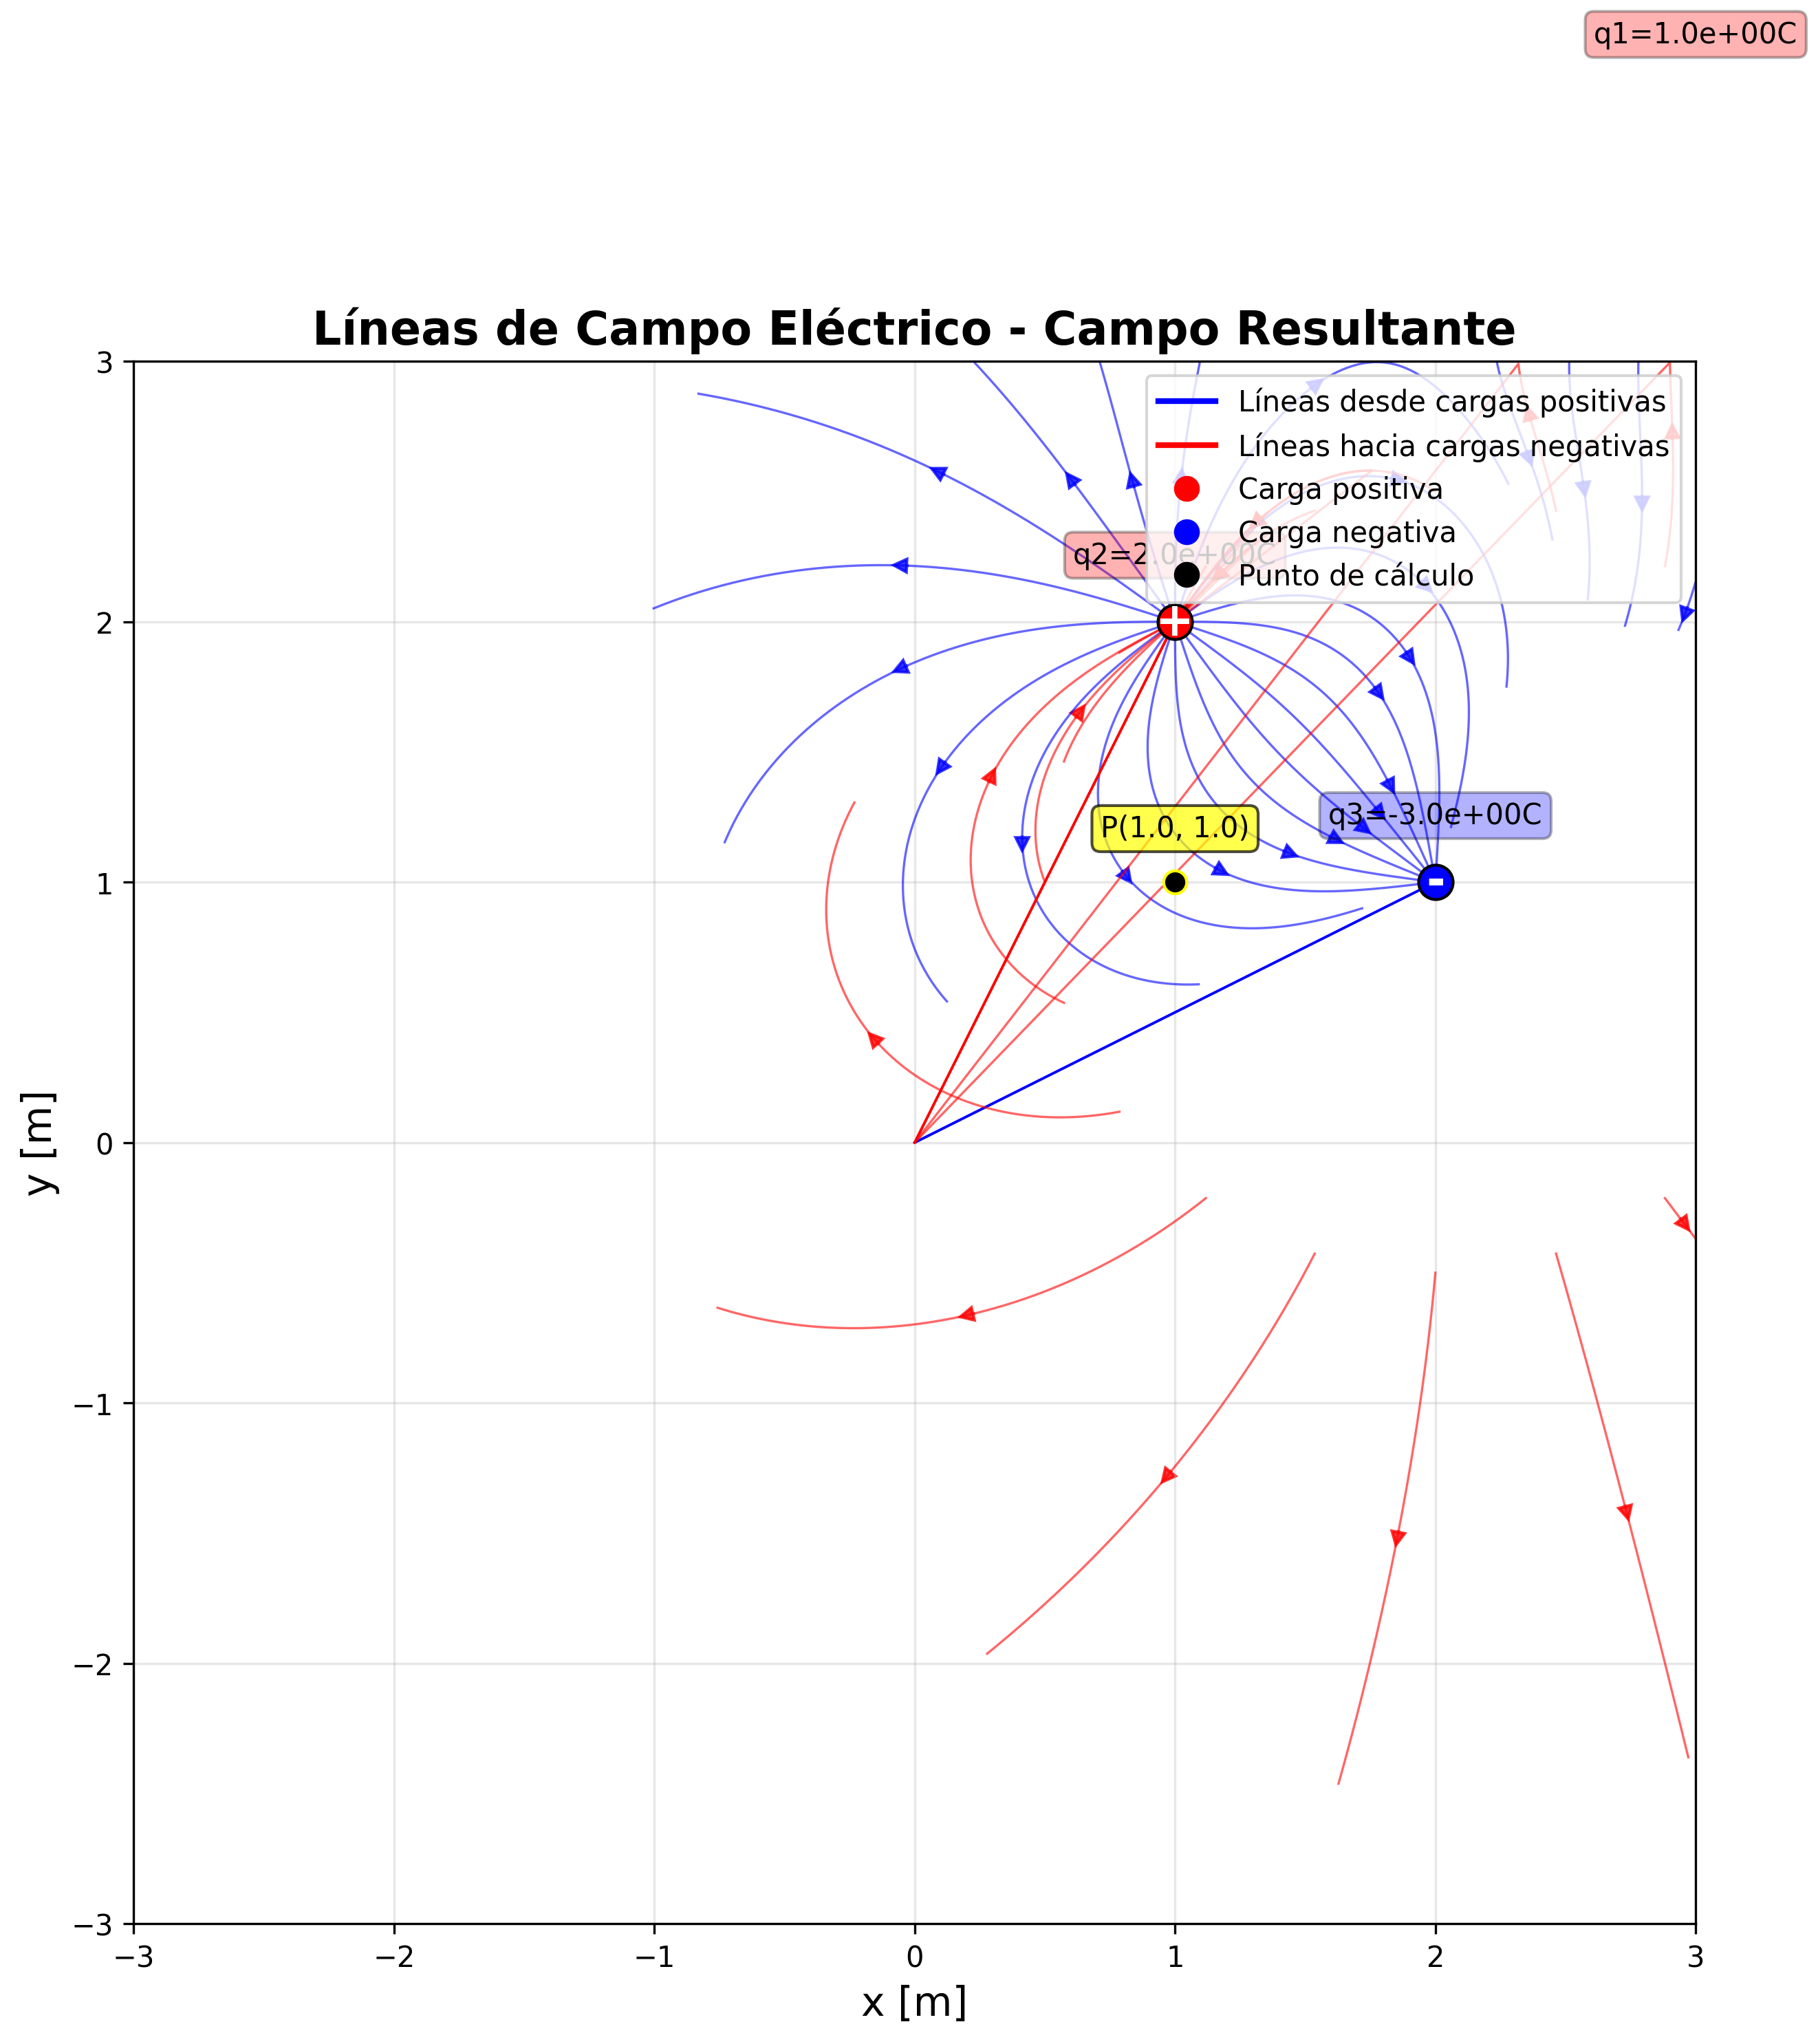 q1=1.0e+00C
Líneas de Campo Eléctrico - Campo Resultante
Líneas desde cargas positivas
Líneas hacia cargas negativas
Carga positiva
Carga negativa
Punto de cálculo
q2=2.0e+00C
q3=-3.0e+00C
P(1.0, 1.0)
y [m]
3
2
1
0
−1
−2
−3
−3
−2
−1
0
1
2
3
x [m]